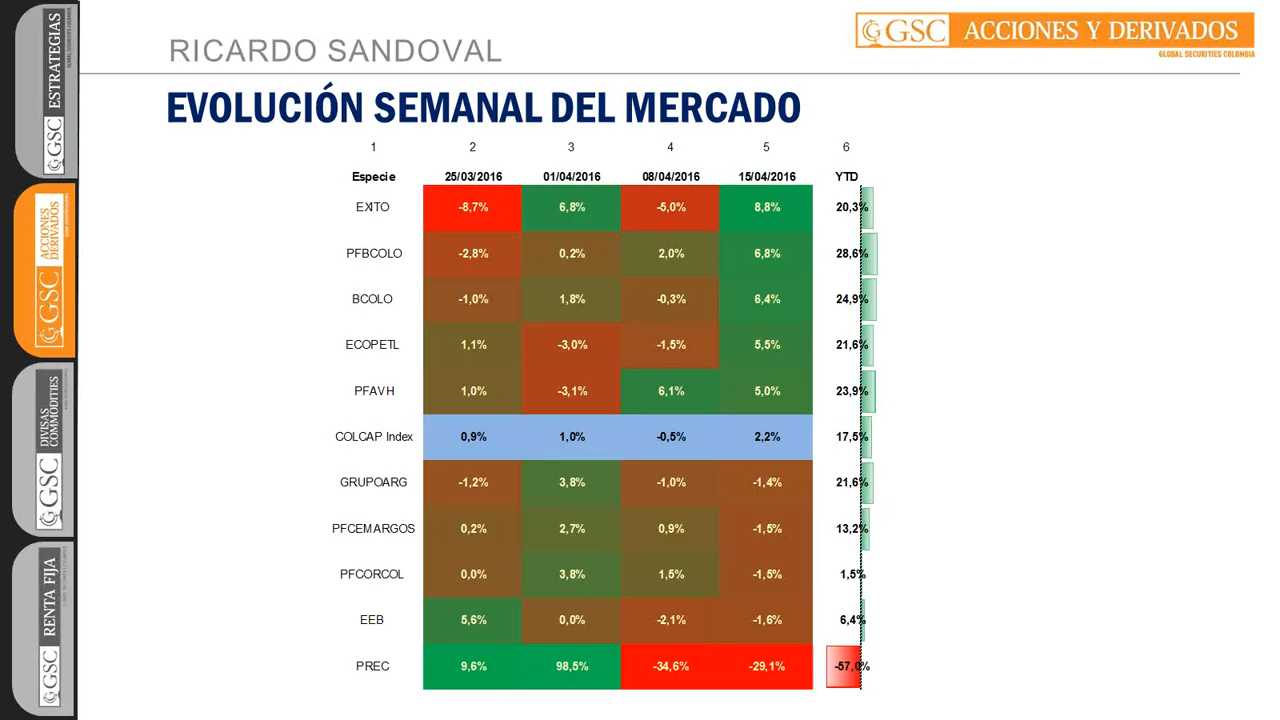 RICARDO SANDOVAL
GSC ACCIONES Y DERIVADOS
GLOBAL SECURITIES COLOMBIA
EVOLUCIÓN SEMANAL DEL MERCADO
1 2 3 4 5 6
Especie 25/03/2016 01/04/2016 08/04/2016 15/04/2016 YTD
EXITO -8,7% 6,8% -5,0% 8,8% 20,3%
PFBCOLO -2,8% 0,2% 2,0% 6,8% 28,6%
BCOLO -1,0% 1,8% -0,3% 6,4% 24,9%
ECOPETL 1,1% -3,0% -1,5% 5,5% 21,6%
PFAVH 1,0% -3,1% 6,1% 5,0% 23,9%
COLCAP Index 0,9% 1,0% -0,5% 2,2% 17,5%
GRUPOARG -1,2% 3,8% -1,0% -1,4% 21,6%
PFCEMARGOS 0,2% 2,7% 0,9% -1,5% 13,2%
PFCORCOL 0,0% 3,8% 1,5% -1,5% 1,5%
EEB 5,6% 0,0% -2,1% -1,6% 6,4%
PREC 9,6% 98,5% -34,6% -29,1% -57,0%
GSC ESTRATEGIAS
GSC ACCIONES
DERIVADOS
GSC DIVISAS
COMMODITIES
GSC RENTA FIJA